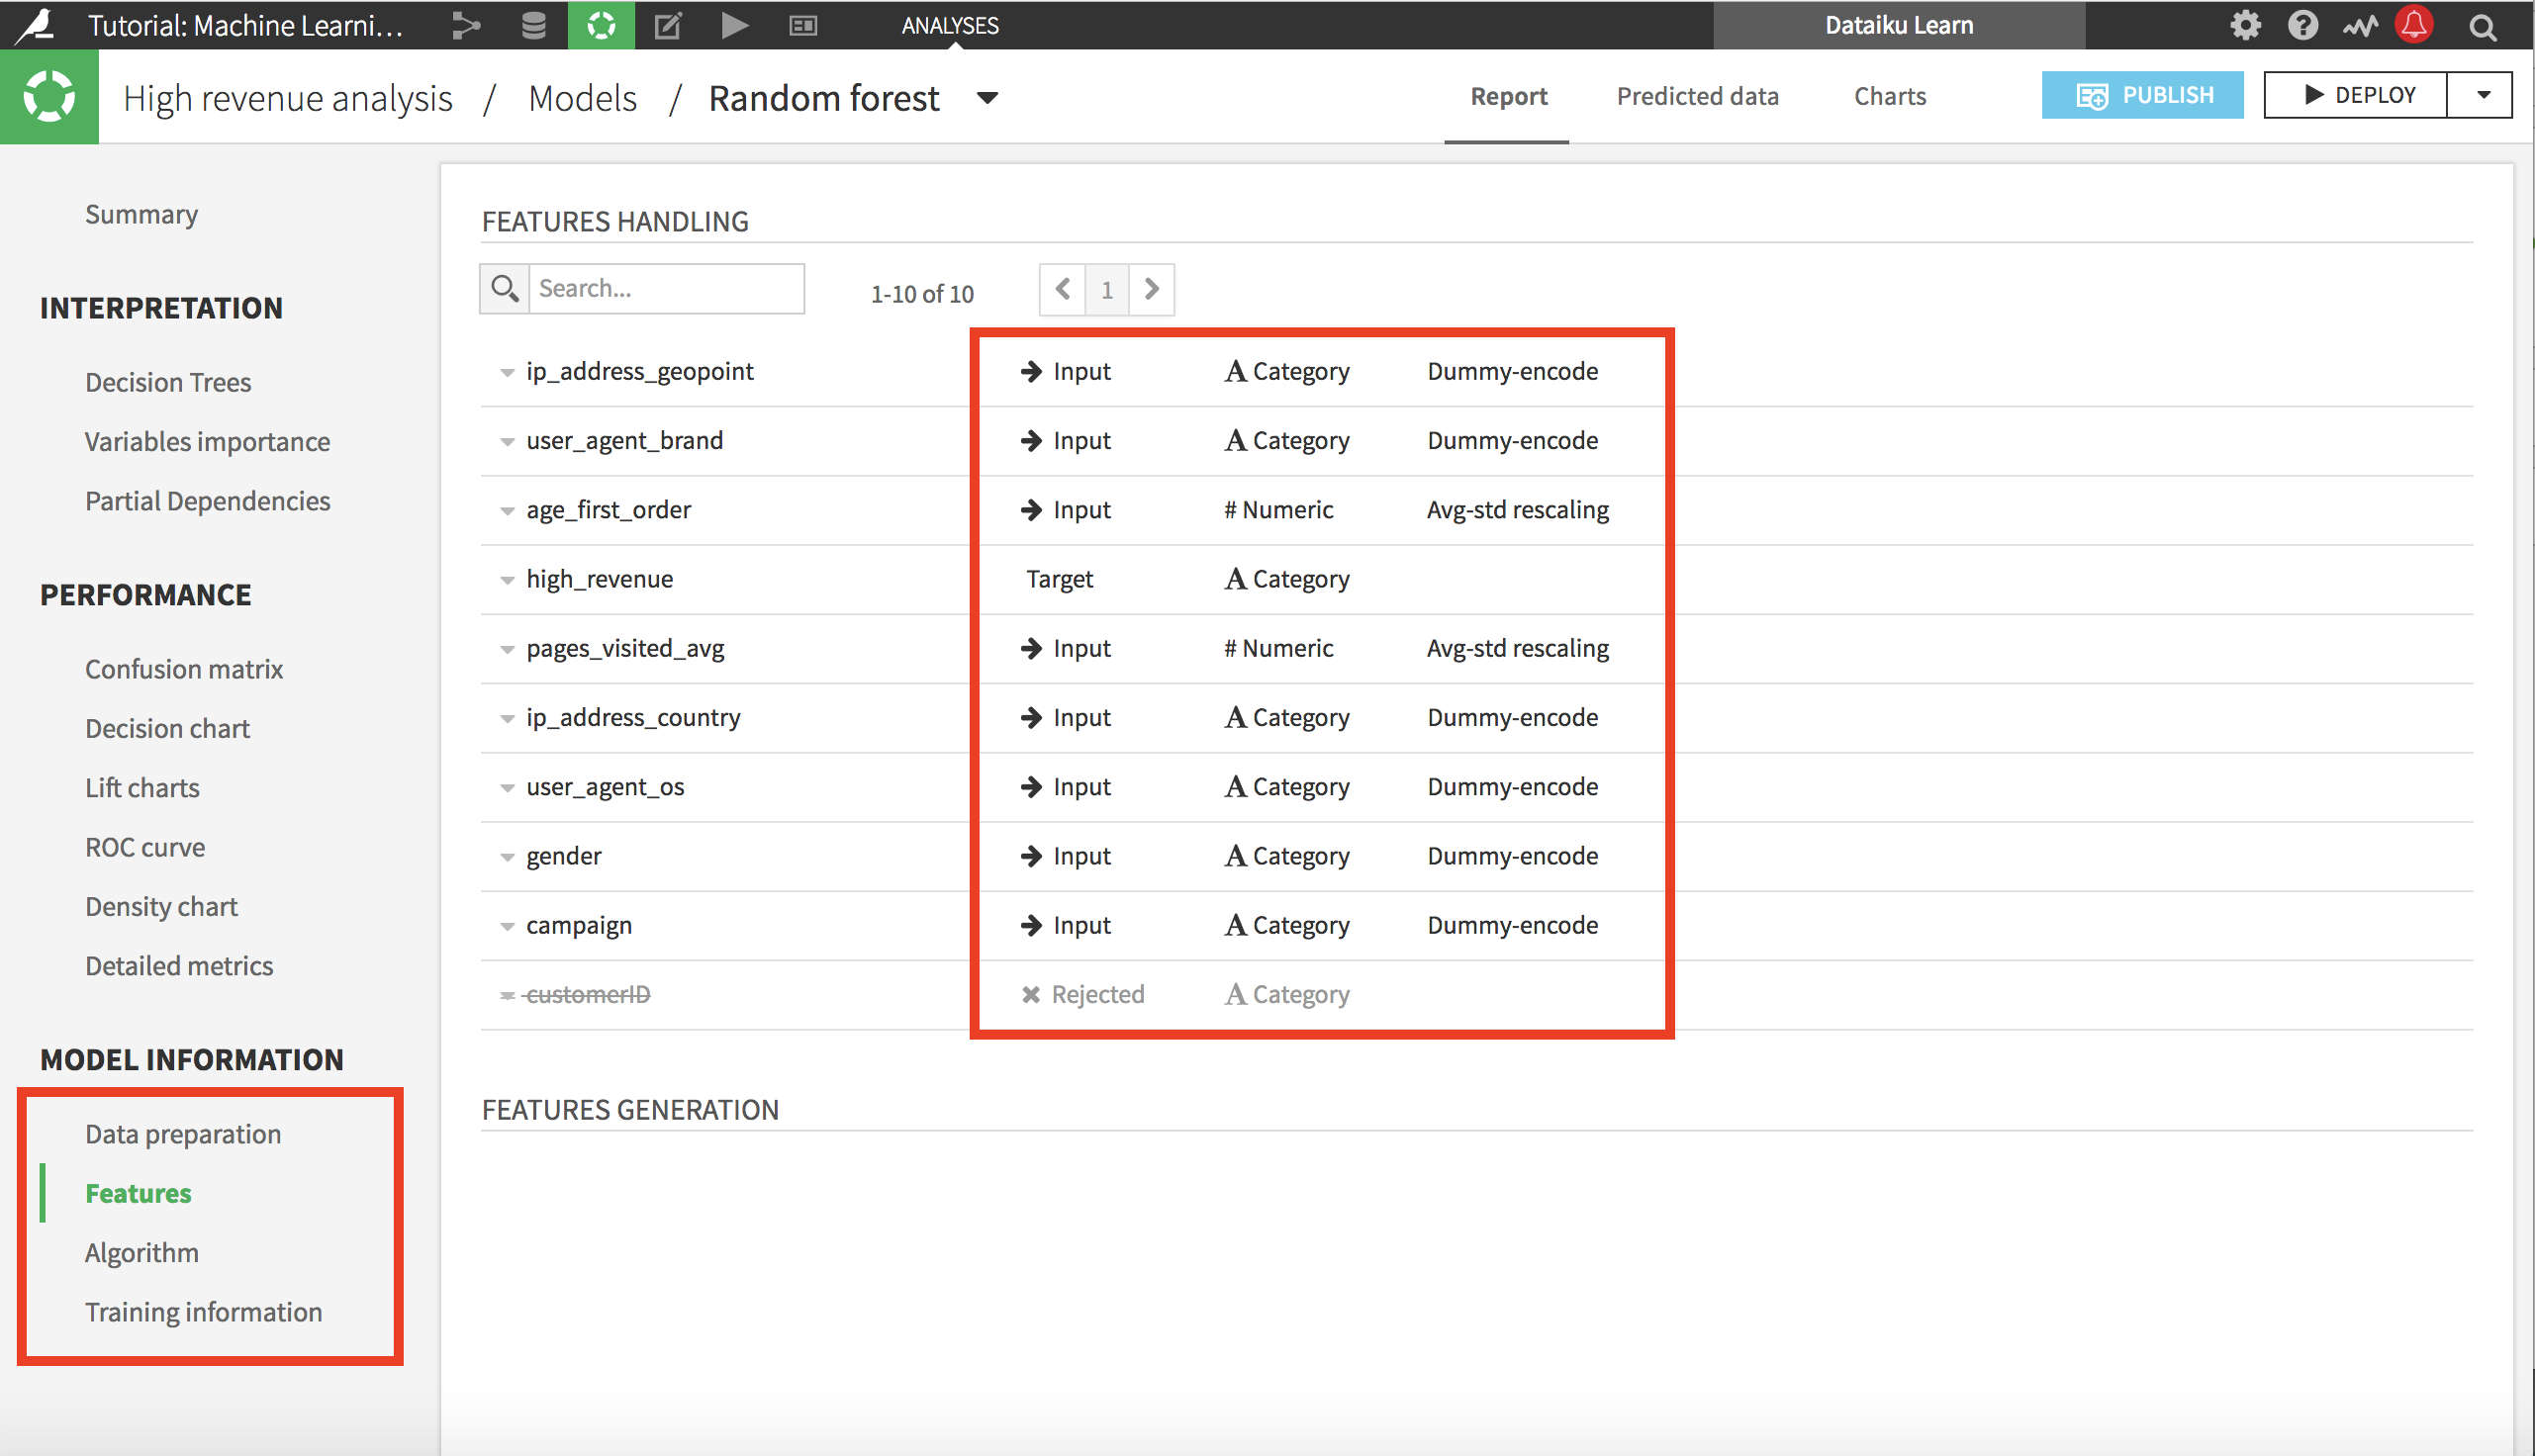 Tutorial: Machine Learni...
ANALYSES
Dataiku Learn
High revenue analysis / Models / Random forest
Report
Predicted data
Charts
PUBLISH
DEPLOY
Summary
INTERPRETATION
Decision Trees
Variables importance
Partial Dependencies
PERFORMANCE
Confusion matrix
Decision chart
Lift charts
ROC curve
Density chart
Detailed metrics
MODEL INFORMATION
Data preparation
Features
Algorithm
Training information
FEATURES HANDLING
Search...
1-10 of 10
1
ip_address_geopoint Input A Category Dummy-encode
user_agent_brand Input A Category Dummy-encode
age_first_order Input # Numeric Avg-std rescaling
high_revenue Target A Category
pages_visited_avg Input # Numeric Avg-std rescaling
ip_address_country Input A Category Dummy-encode
user_agent_os Input A Category Dummy-encode
gender Input A Category Dummy-encode
campaign Input A Category Dummy-encode
customerID Rejected A Category
FEATURES GENERATION